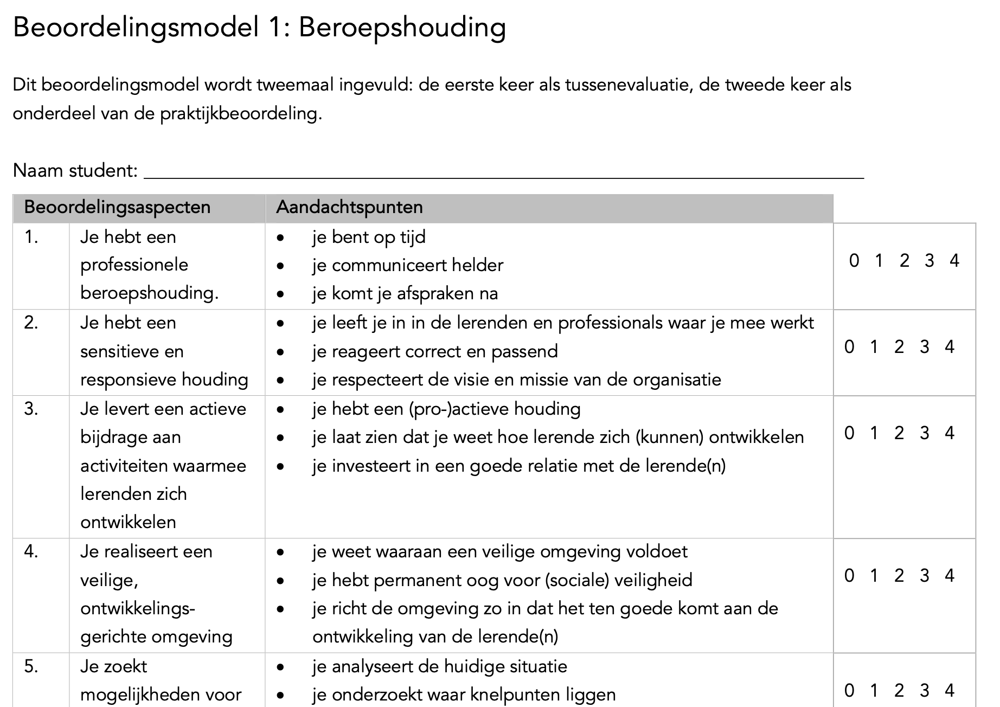 Beoordelingsmodel 1: Beroepshouding
Dit beoordelingsmodel wordt tweemaal ingevuld: de eerste keer als tussenevaluatie, de tweede keer als
onderdeel van de praktijkbeoordeling.
Naam student:
Beoordelingsaspecten
Aandachtspunten
1.
Je hebt een
professionele
beroepshouding.
• je bent op tijd
• je communiceert helder
• je komt je afspraken na
0 1 2 3 4
2.
Je hebt een
sensitieve en
responsieve houding
• je leeft je in in de lerenden en professionals waar je mee werkt
• je reageert correct en passend
• je respecteert de visie en missie van de organisatie
0 1 2 3 4
3.
Je levert een actieve
bijdrage aan
activiteiten waarmee
lerenden zich
ontwikkelen
• je hebt een (pro-)actieve houding
• je laat zien dat je weet hoe lerende zich (kunnen) ontwikkelen
• je investeert in een goede relatie met de lerende(n)
0 1 2 3 4
4.
Je realiseert een
veilige,
ontwikkelings-
gerichte omgeving
• je weet waaraan een veilige omgeving voldoet
• je hebt permanent oog voor (sociale) veiligheid
• je richt de omgeving zo in dat het ten goede komt aan de
ontwikkeling van de lerende(n)
0 1 2 3 4
5.
Je zoekt
mogelijkheden voor
• je analyseert de huidige situatie
• je onderzoekt waar knelpunten liggen
0 1 2 3 4